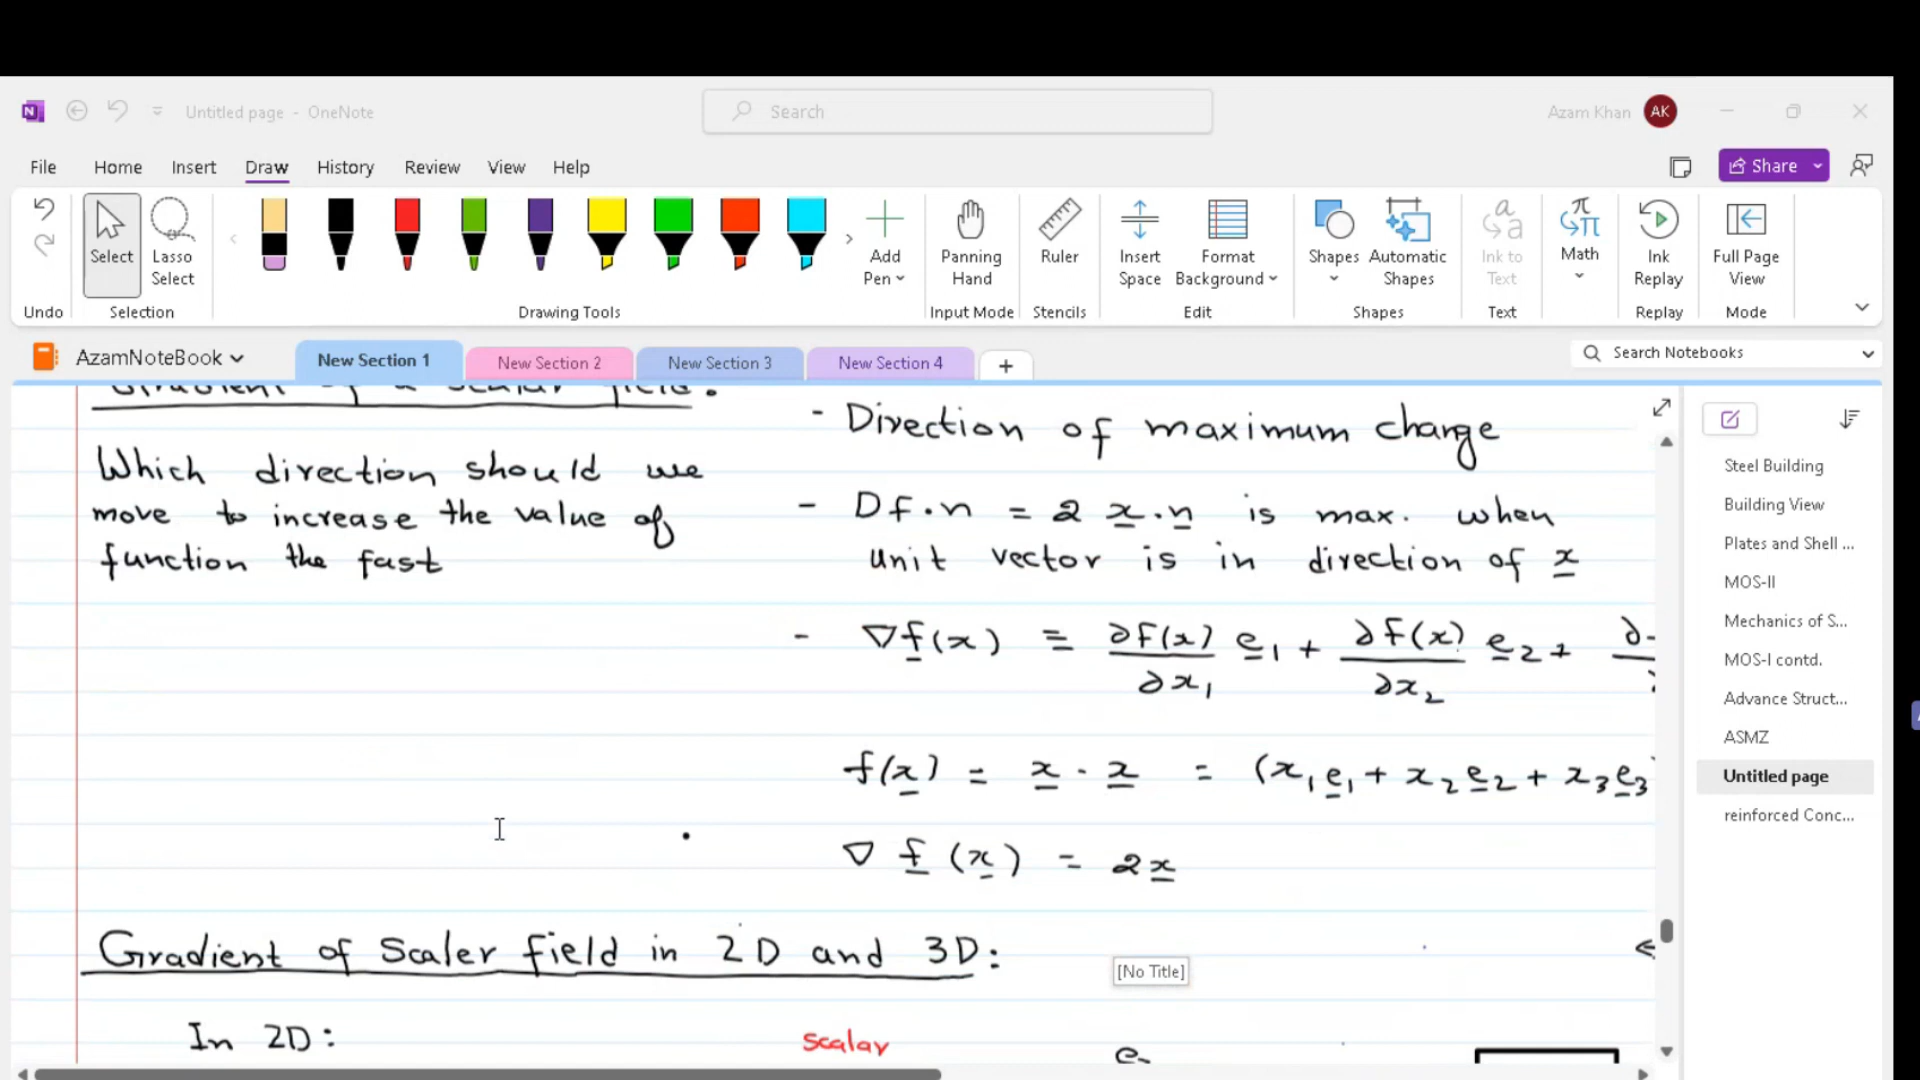 Untitled page - OneNote
Search
Azam Khan
AK
File Home Insert Draw History Review View Help
Share
Select
Lasso Select
Add Pen
Panning Hand
Ruler
Insert Space
Format Background
Shapes
Automatic Shapes
Ink to Text
Math
Ink Replay
Full Page View
Undo Selection Drawing Tools Input Mode Stencils Edit Shapes Text Replay Mode
AzamNoteBook
New Section 1 New Section 2 New Section 3 New Section 4 +
Search Notebooks
Gradient of a scalar field.
Which direction should we
move to increase the value of
function the fast
- Direction of maximum change
- Df.n = 2 x.n is max. when
unit vector is in direction of x
- ∇f(x) = ∂f(x)/∂x₁ e₁ + ∂f(x)/∂x₂ e₂ +
f(x) = x . x = (x₁e₁ + x₂e₂ + x₃e₃
∇ f (x) = 2x
Gradient of Scaler field in 2D and 3D:
[No Title]
In 2D:
scalar
Steel Building
Building View
Plates and Shell ...
MOS-II
Mechanics of S...
MOS-I contd.
Advance Struct...
ASMZ
Untitled page
reinforced Conc...